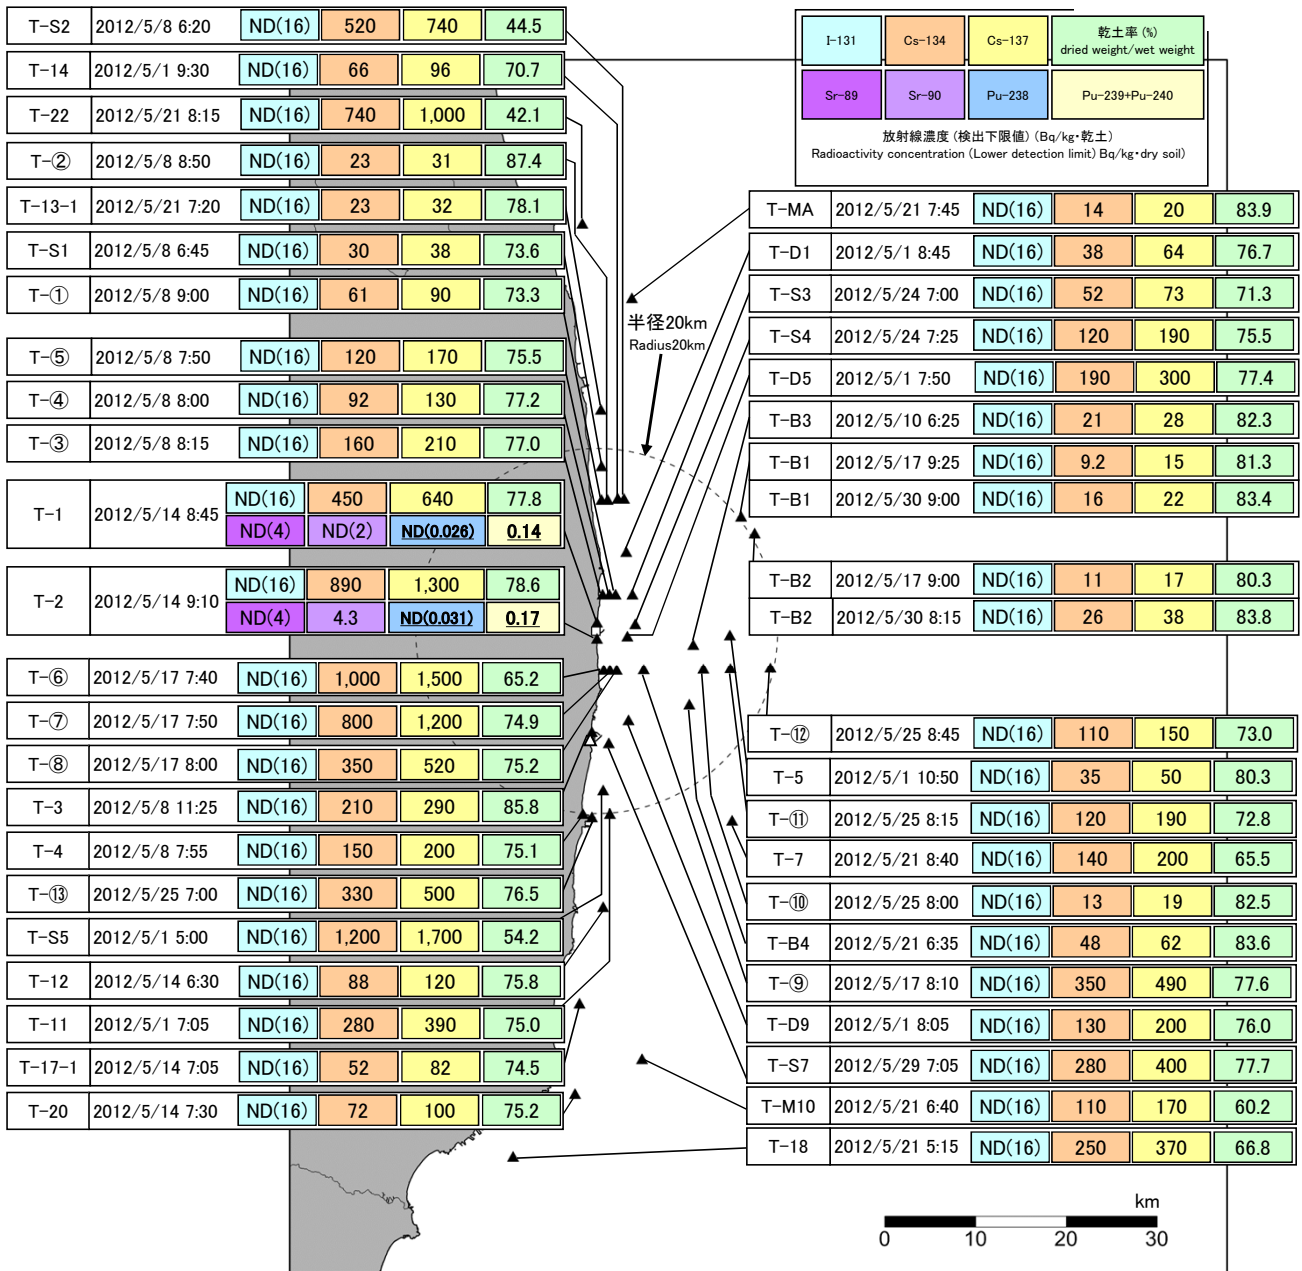 T-S2 2012/5/8 6:20 ND(16) 520 740 44.5
T-14 2012/5/1 9:30 ND(16) 66 96 70.7
T-22 2012/5/21 8:15 ND(16) 740 1,000 42.1
T-② 2012/5/8 8:50 ND(16) 23 31 87.4
T-13-1 2012/5/21 7:20 ND(16) 23 32 78.1
T-S1 2012/5/8 6:45 ND(16) 30 38 73.6
T-① 2012/5/8 9:00 ND(16) 61 90 73.3
T-⑤ 2012/5/8 7:50 ND(16) 120 170 75.5
T-④ 2012/5/8 8:00 ND(16) 92 130 77.2
T-③ 2012/5/8 8:15 ND(16) 160 210 77.0
T-1 2012/5/14 8:45 ND(16) 450 640 77.8
ND(4) ND(2) ND(0.026) 0.14
T-2 2012/5/14 9:10 ND(16) 890 1,300 78.6
ND(4) 4.3 ND(0.031) 0.17
T-⑥ 2012/5/17 7:40 ND(16) 1,000 1,500 65.2
T-⑦ 2012/5/17 7:50 ND(16) 800 1,200 74.9
T-⑧ 2012/5/17 8:00 ND(16) 350 520 75.2
T-3 2012/5/8 11:25 ND(16) 210 290 85.8
T-4 2012/5/8 7:55 ND(16) 150 200 75.1
T-⑬ 2012/5/25 7:00 ND(16) 330 500 76.5
T-S5 2012/5/1 5:00 ND(16) 1,200 1,700 54.2
T-12 2012/5/14 6:30 ND(16) 88 120 75.8
T-11 2012/5/1 7:05 ND(16) 280 390 75.0
T-17-1 2012/5/14 7:05 ND(16) 52 82 74.5
T-20 2012/5/14 7:30 ND(16) 72 100 75.2
I-131 Cs-134 Cs-137 乾土率 (%)
dried weight/wet weight
Sr-89 Sr-90 Pu-238 Pu-239+Pu-240
放射線濃度 (検出下限値) (Bq/kg・乾土)
Radioactivity concentration (Lower detection limit) Bq/kg・dry soil)
半径20km
Radius20km
T-MA 2012/5/21 7:45 ND(16) 14 20 83.9
T-D1 2012/5/1 8:45 ND(16) 38 64 76.7
T-S3 2012/5/24 7:00 ND(16) 52 73 71.3
T-S4 2012/5/24 7:25 ND(16) 120 190 75.5
T-D5 2012/5/1 7:50 ND(16) 190 300 77.4
T-B3 2012/5/10 6:25 ND(16) 21 28 82.3
T-B1 2012/5/17 9:25 ND(16) 9.2 15 81.3
T-B1 2012/5/30 9:00 ND(16) 16 22 83.4
T-B2 2012/5/17 9:00 ND(16) 11 17 80.3
T-B2 2012/5/30 8:15 ND(16) 26 38 83.8
T-⑫ 2012/5/25 8:45 ND(16) 110 150 73.0
T-5 2012/5/1 10:50 ND(16) 35 50 80.3
T-⑪ 2012/5/25 8:15 ND(16) 120 190 72.8
T-7 2012/5/21 8:40 ND(16) 140 200 65.5
T-⑩ 2012/5/25 8:00 ND(16) 13 19 82.5
T-B4 2012/5/21 6:35 ND(16) 48 62 83.6
T-⑨ 2012/5/17 8:10 ND(16) 350 490 77.6
T-D9 2012/5/1 8:05 ND(16) 130 200 76.0
T-S7 2012/5/29 7:05 ND(16) 280 400 77.7
T-M10 2012/5/21 6:40 ND(16) 110 170 60.2
T-18 2012/5/21 5:15 ND(16) 250 370 66.8
km
0 10 20 30